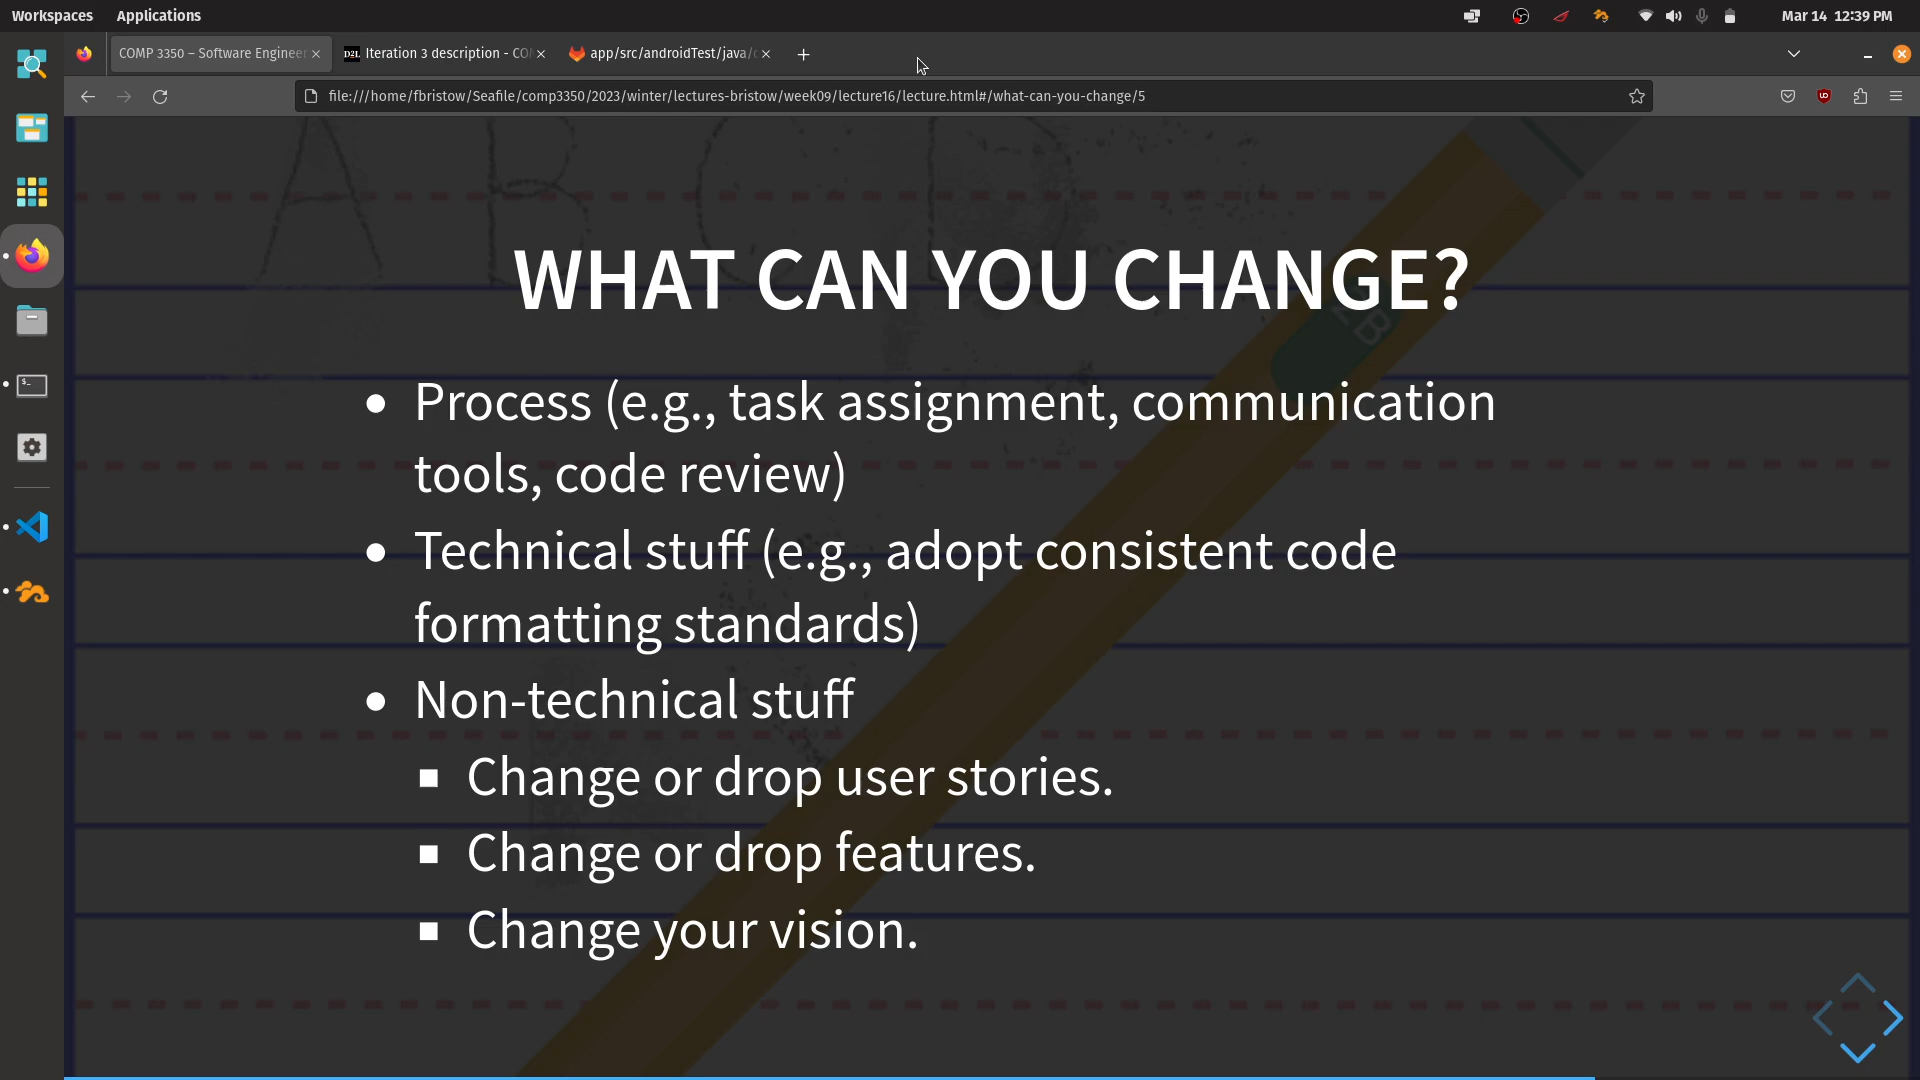 Workspaces Applications Mar 14 12:39 PM
COMP 3350 – Software Engineer Iteration 3 description - CO app/src/androidTest/java/c
file:///home/fbristow/Seafile/comp3350/2023/winter/lectures-bristow/week09/lecture16/lecture.html#/what-can-you-change/5
A B C D
WHAT CAN YOU CHANGE?
2B
• Process (e.g., task assignment, communication
tools, code review)
• Technical stuff (e.g., adopt consistent code
formatting standards)
• Non-technical stuff
▪ Change or drop user stories.
▪ Change or drop features.
▪ Change your vision.